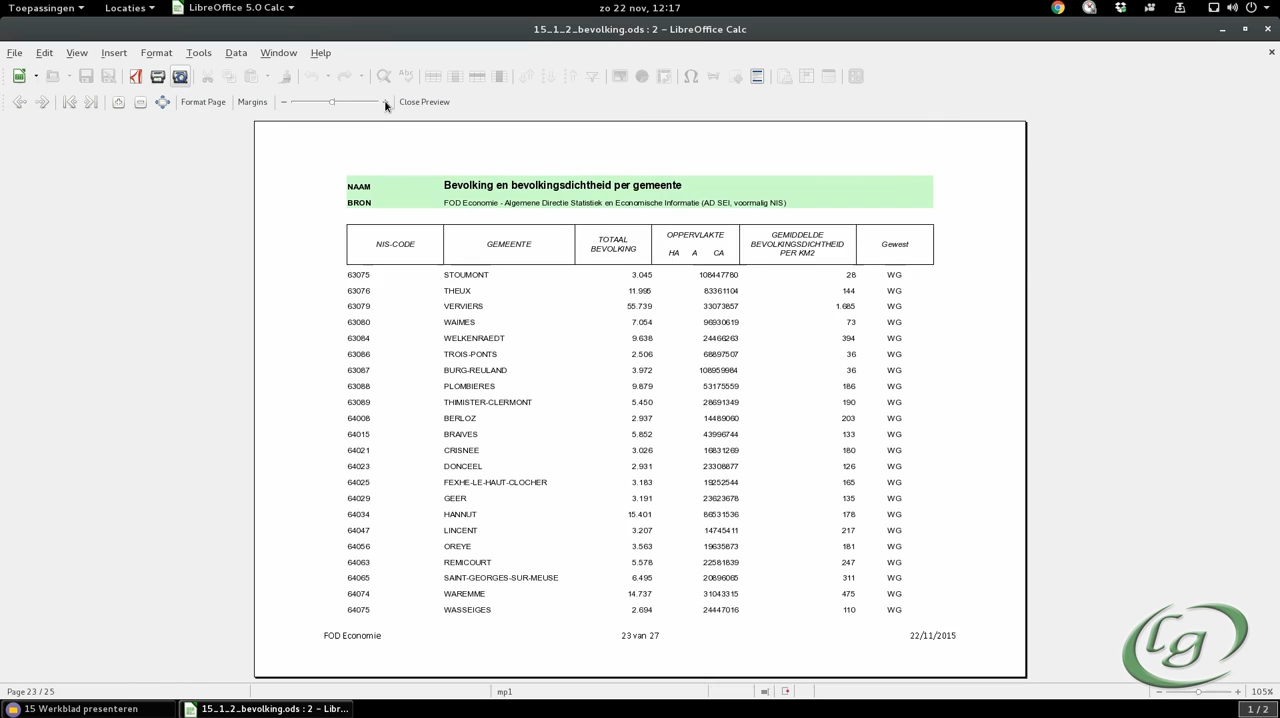 Toepassingen Locaties LibreOffice 5.0 Calc zo 22 nov, 12:17
15_1_2_bevolking.ods : 2 – LibreOffice Calc
File Edit View Insert Format Tools Data Window Help
Format Page Margins Close Preview
NAAM Bevolking en bevolkingsdichtheid per gemeente
BRON FOD Economie - Algemene Directie Statistiek en Economische Informatie (AD SEI, voormalig NIS)
NIS-CODE GEMEENTE TOTAAL BEVOLKING OPPERVLAKTE HA A CA GEMIDDELDE BEVOLKINGSDICHTHEID PER KM2 Gewest
63075 STOUMONT 3.045 108447780 28 WG
63076 THEUX 11.995 83361104 144 WG
63079 VERVIERS 55.739 33073857 1.685 WG
63080 WAIMES 7.054 96930619 73 WG
63084 WELKENRAEDT 9.638 24466263 394 WG
63086 TROIS-PONTS 2.506 68897507 36 WG
63087 BURG-REULAND 3.972 108959984 36 WG
63088 PLOMBIERES 9.879 53175559 186 WG
63089 THIMISTER-CLERMONT 5.450 28691349 190 WG
64008 BERLOZ 2.937 14489060 203 WG
64015 BRAIVES 5.852 43996744 133 WG
64021 CRISNEE 3.026 16831269 180 WG
64023 DONCEEL 2.931 23308877 126 WG
64025 FEXHE-LE-HAUT-CLOCHER 3.183 19252544 165 WG
64029 GEER 3.191 23623678 135 WG
64034 HANNUT 15.401 86531536 178 WG
64047 LINCENT 3.207 14745411 217 WG
64056 OREYE 3.563 19635873 181 WG
64063 REMICOURT 5.578 22581839 247 WG
64065 SAINT-GEORGES-SUR-MEUSE 6.495 20896065 311 WG
64074 WAREMME 14.737 31043315 475 WG
64075 WASSEIGES 2.694 24447016 110 WG
FOD Economie 23 van 27 22/11/2015
cg
Page 23 / 25 mp1 105%
15 Werkblad presenteren 15_1_2_bevolking.ods : 2 – Libr... 1 / 2